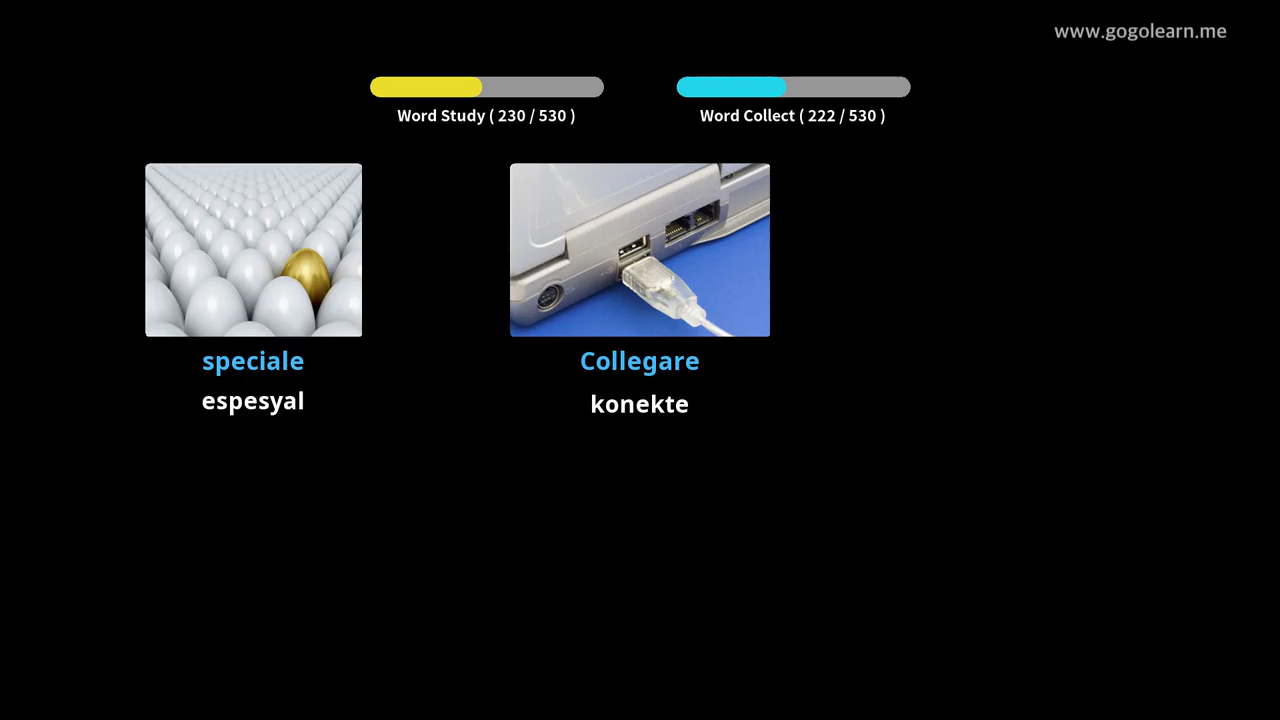 www.gogolearn.me
Word Study ( 230 / 530 )
Word Collect ( 222 / 530 )
speciale
espesyal
Collegare
konekte